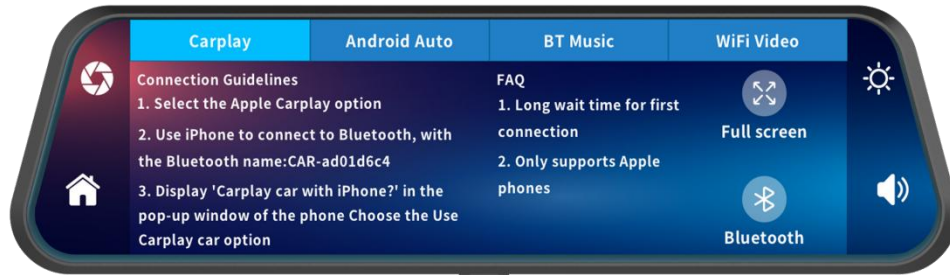 Carplay
Android Auto
BT Music
WiFi Video
Connection Guidelines
1. Select the Apple Carplay option
2. Use iPhone to connect to Bluetooth, with
the Bluetooth name:CAR-ad01d6c4
3. Display 'Carplay car with iPhone?' in the
pop-up window of the phone Choose the Use
Carplay car option
FAQ
1. Long wait time for first
connection
2. Only supports Apple
phones
Full screen
Bluetooth